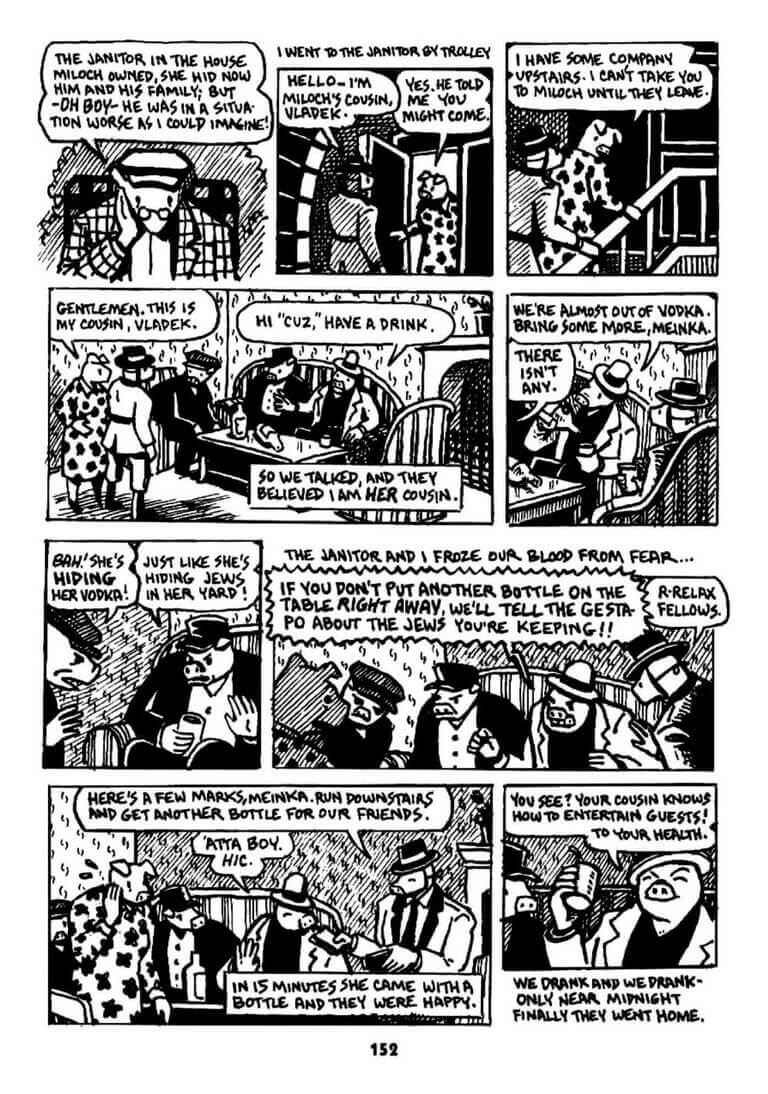 THE JANITOR IN THE HOUSE
MILOCH OWNED, SHE HID NOW
HIM AND HIS FAMILY; BUT
-OH BOY- HE WAS IN A SITUA-
TION WORSE AS I COULD IMAGINE!
I WENT TO THE JANITOR BY TROLLEY
HELLO-I'M
MILOCH'S COUSIN,
VLADEK.
YES. HE TOLD
ME YOU
MIGHT COME.
I HAVE SOME COMPANY
UPSTAIRS. I CAN'T TAKE YOU
TO MILOCH UNTIL THEY LEAVE.
GENTLEMEN. THIS IS
MY COUSIN, VLADEK.
HI "CUZ," HAVE A DRINK.
SO WE TALKED, AND THEY
BELIEVED I AM HER COUSIN.
WE'RE ALMOST OUT OF VODKA.
BRING SOME MORE, MEINKA.
THERE
ISN'T
ANY.
BAH! SHE'S
HIDING
HER VODKA!
JUST LIKE SHE'S
HIDING JEWS
IN HER YARD!
THE JANITOR AND I FROZE OUR BLOOD FROM FEAR...
IF YOU DON'T PUT ANOTHER BOTTLE ON THE
TABLE RIGHT AWAY, WE'LL TELL THE GESTA-
PO ABOUT THE JEWS YOU'RE KEEPING!!
R-RELAX
FELLOWS.
HERE'S A FEW MARKS, MEINKA. RUN DOWNSTAIRS
AND GET ANOTHER BOTTLE FOR OUR FRIENDS.
'ATTA BOY.
HIC.
IN 15 MINUTES SHE CAME WITH A
BOTTLE AND THEY WERE HAPPY.
YOU SEE? YOUR COUSIN KNOWS
HOW TO ENTERTAIN GUESTS!
TO YOUR HEALTH.
WE DRANK AND WE DRANK-
ONLY NEAR MIDNIGHT
FINALLY THEY WENT HOME.
152